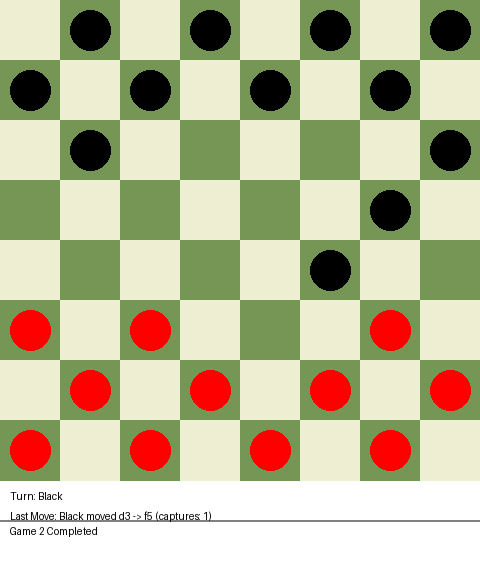 Turn: Black
Last Move: Black moved d3 -> f5 (captures: 1)
Game 2 Completed